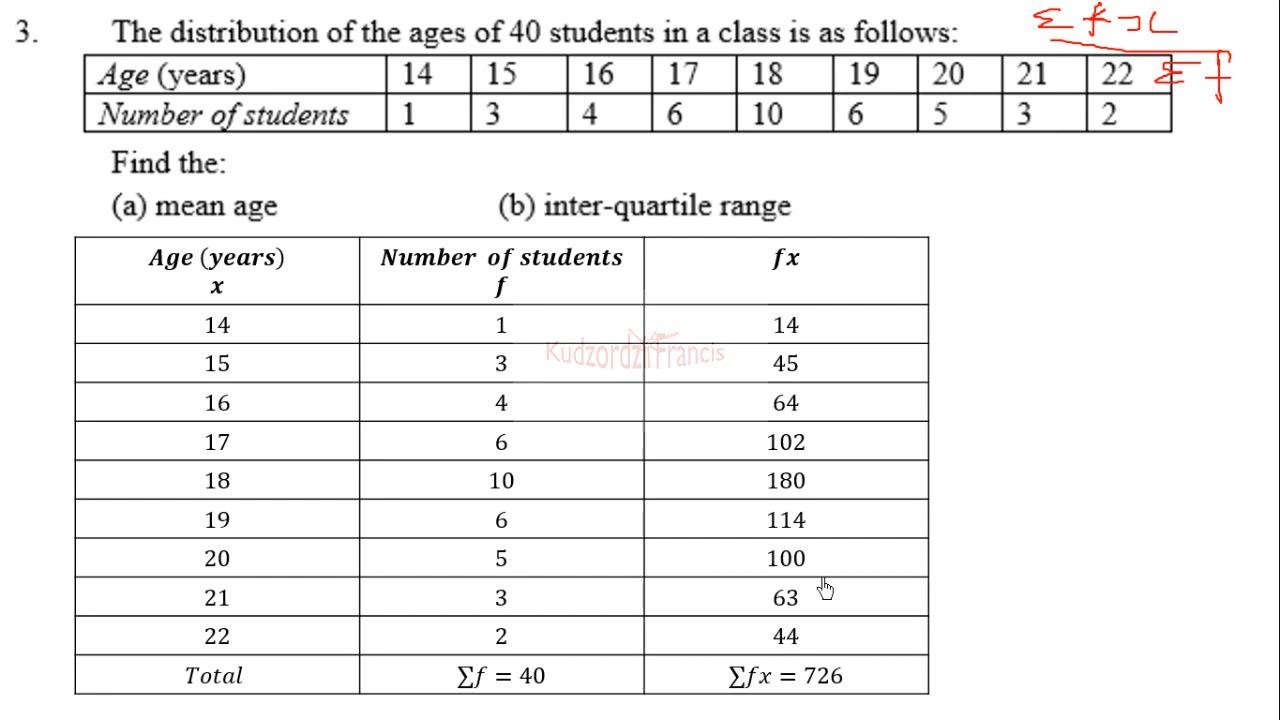 3. The distribution of the ages of 40 students in a class is as follows:
Σfx
Age (years) 14 15 16 17 18 19 20 21 22
Σf
Number of students 1 3 4 6 10 6 5 3 2
Find the:
(a) mean age (b) inter-quartile range
Age (years) Number of students fx
x f
14 1 14
Kudzordzi Francis
15 3 45
16 4 64
17 6 102
18 10 180
19 6 114
20 5 100
21 3 63
22 2 44
Total ∑f = 40 ∑fx = 726